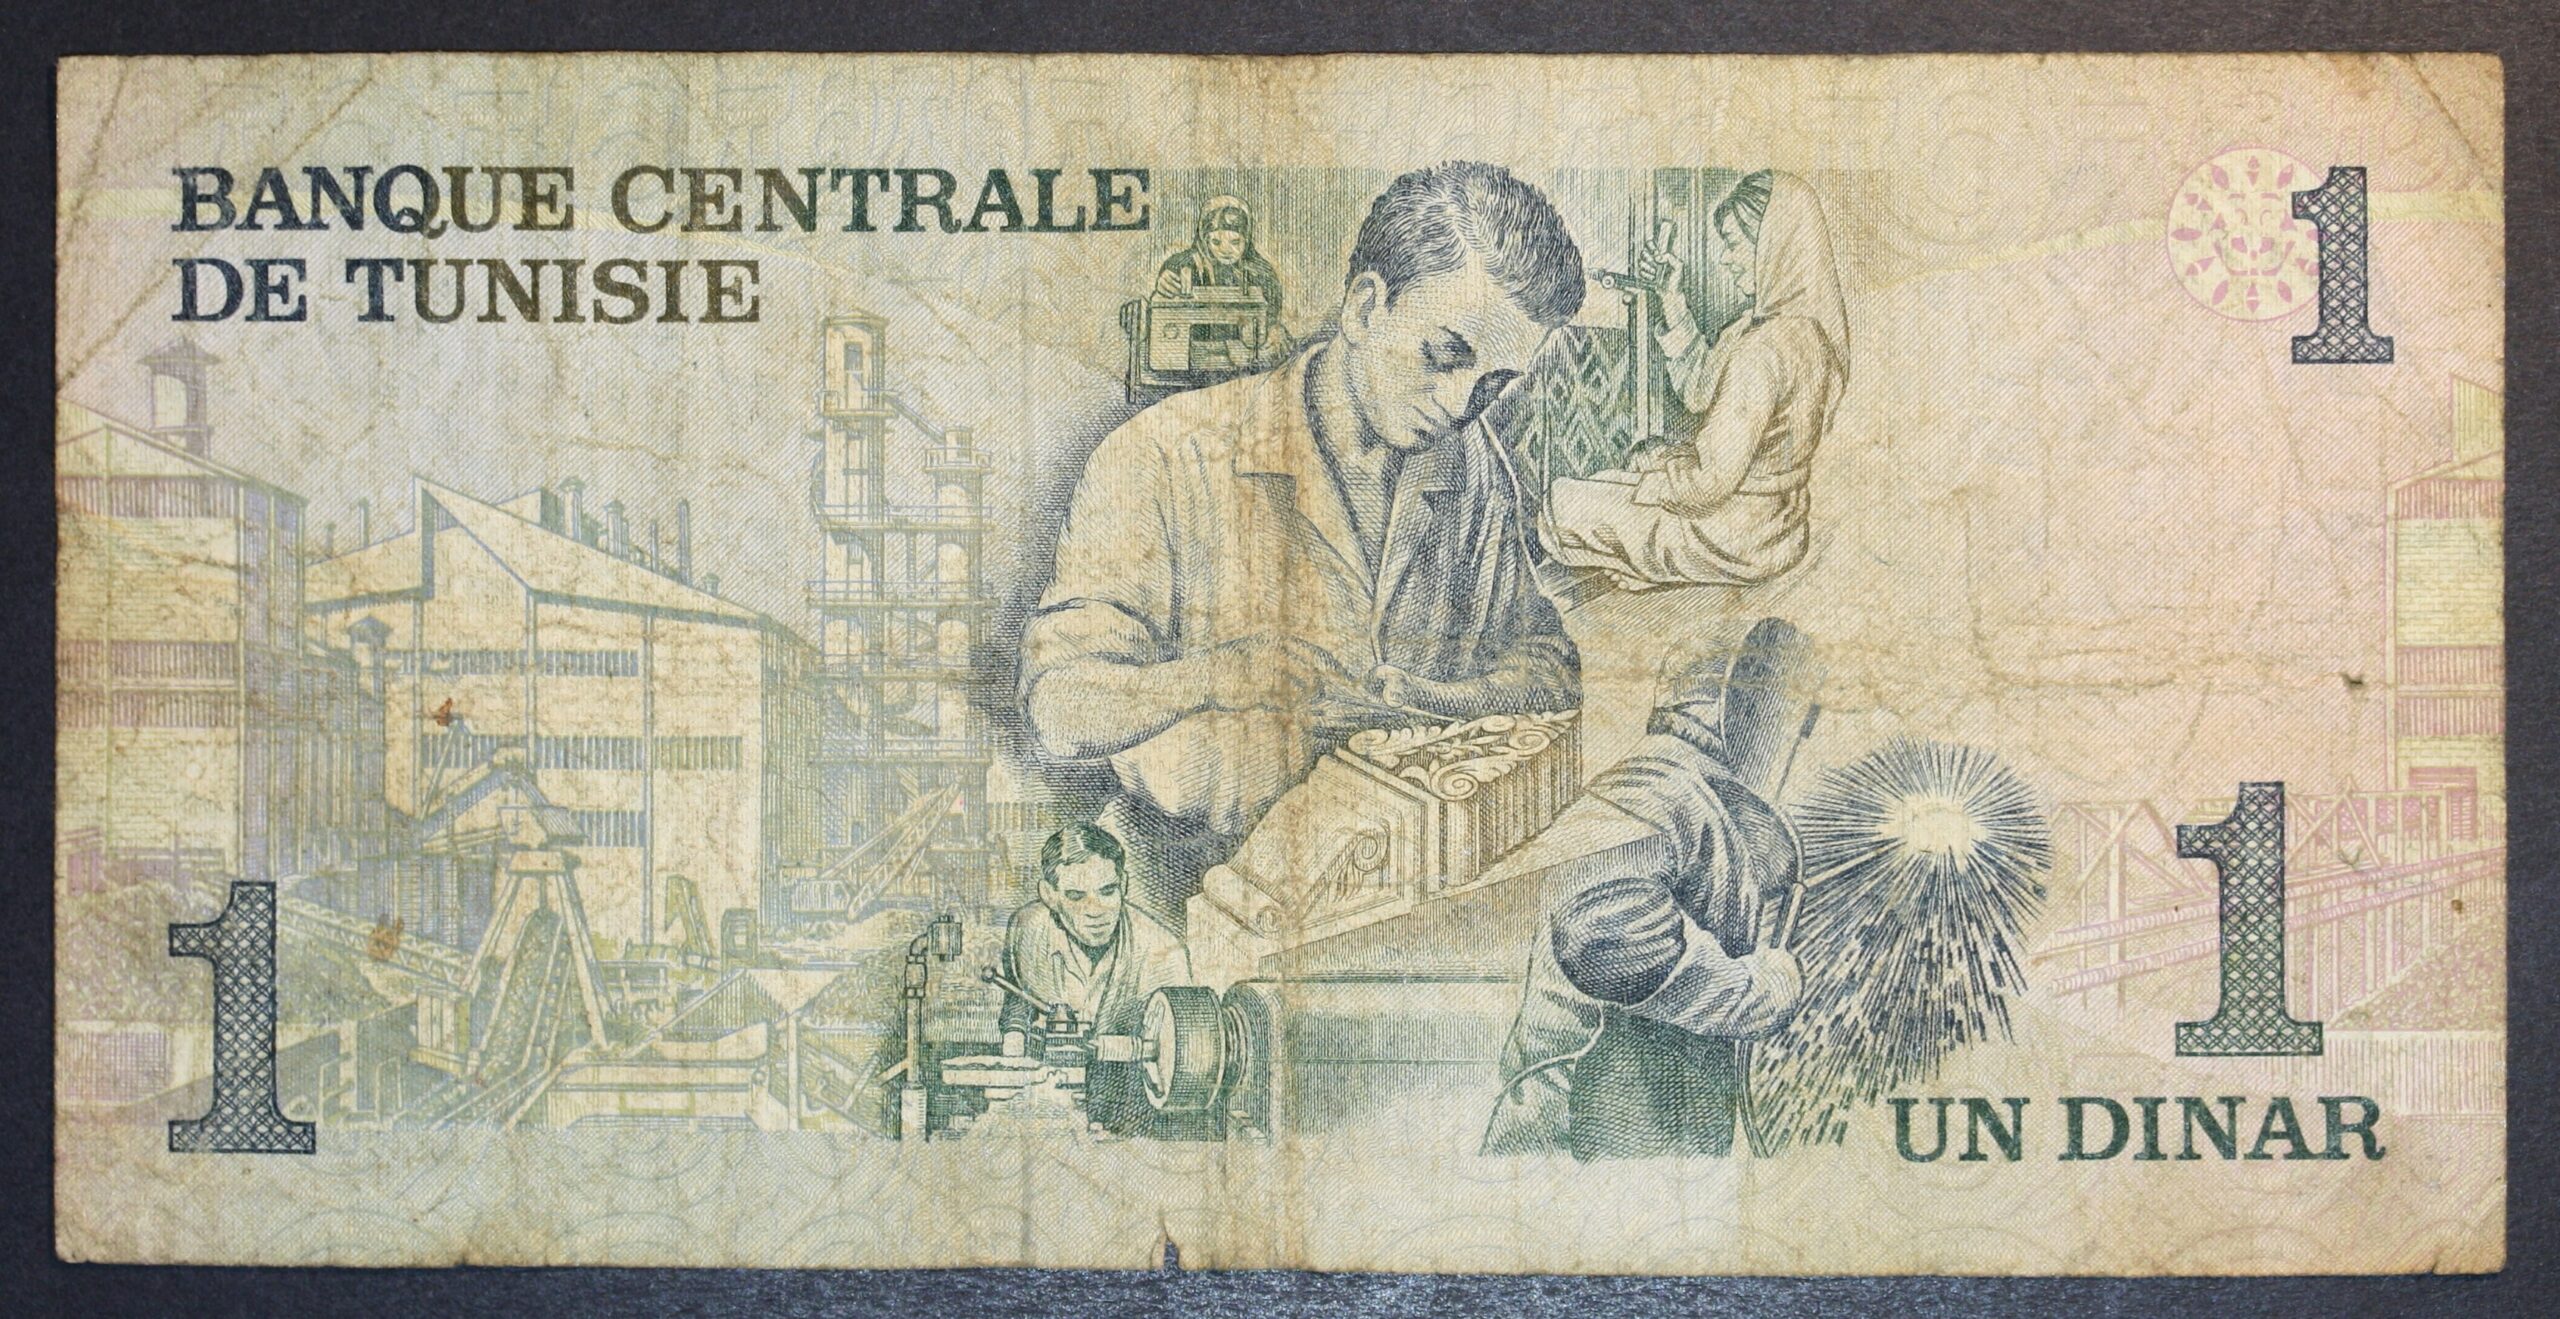 BANQUE CENTRALE
DE TUNISIE
1
1
1
UN DINAR